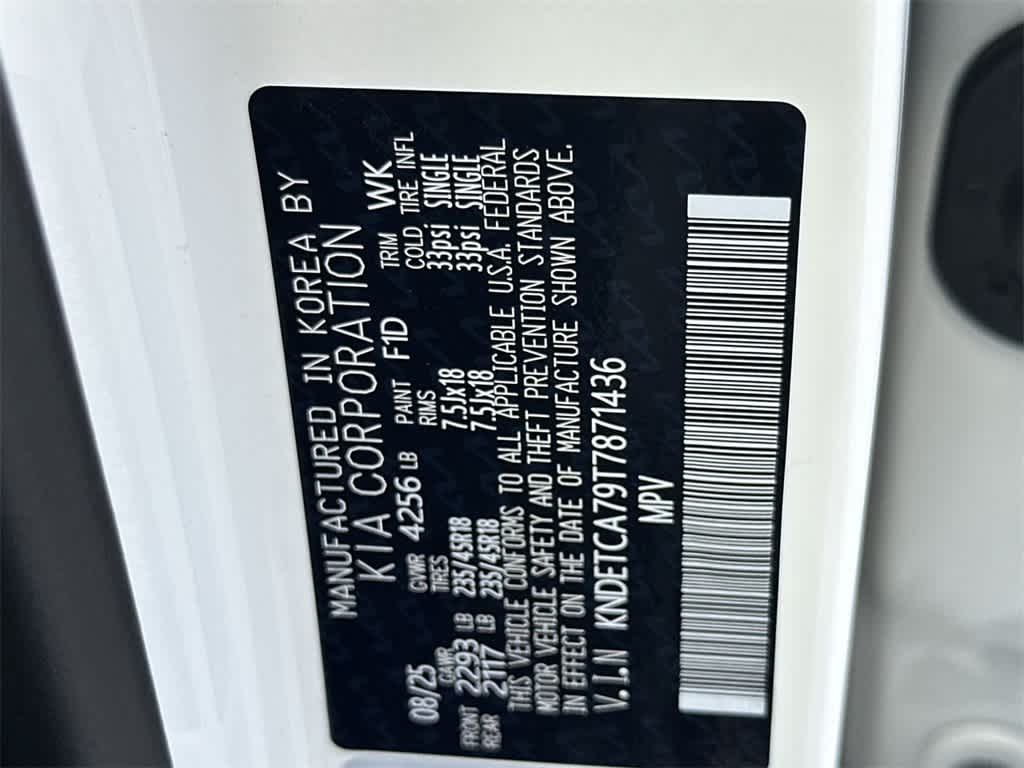 MANUFACTURED IN KOREA BY
KIA CORPORATION
08/25 GVWR 4256 LB PAINT F1D TRIM WK
GAWR TIRES RIMS COLD TIRE INFL
FRONT 2293 LB 235/45R18 7.5Jx18 33psi SINGLE
REAR 2117 LB 235/45R18 7.5Jx18 33psi SINGLE
THIS VEHICLE CONFORMS TO ALL APPLICABLE U.S.A. FEDERAL
MOTOR VEHICLE SAFETY AND THEFT PREVENTION STANDARDS
IN EFFECT ON THE DATE OF MANUFACTURE SHOWN ABOVE.
V.I.N KNDETCA79T7871436
MPV